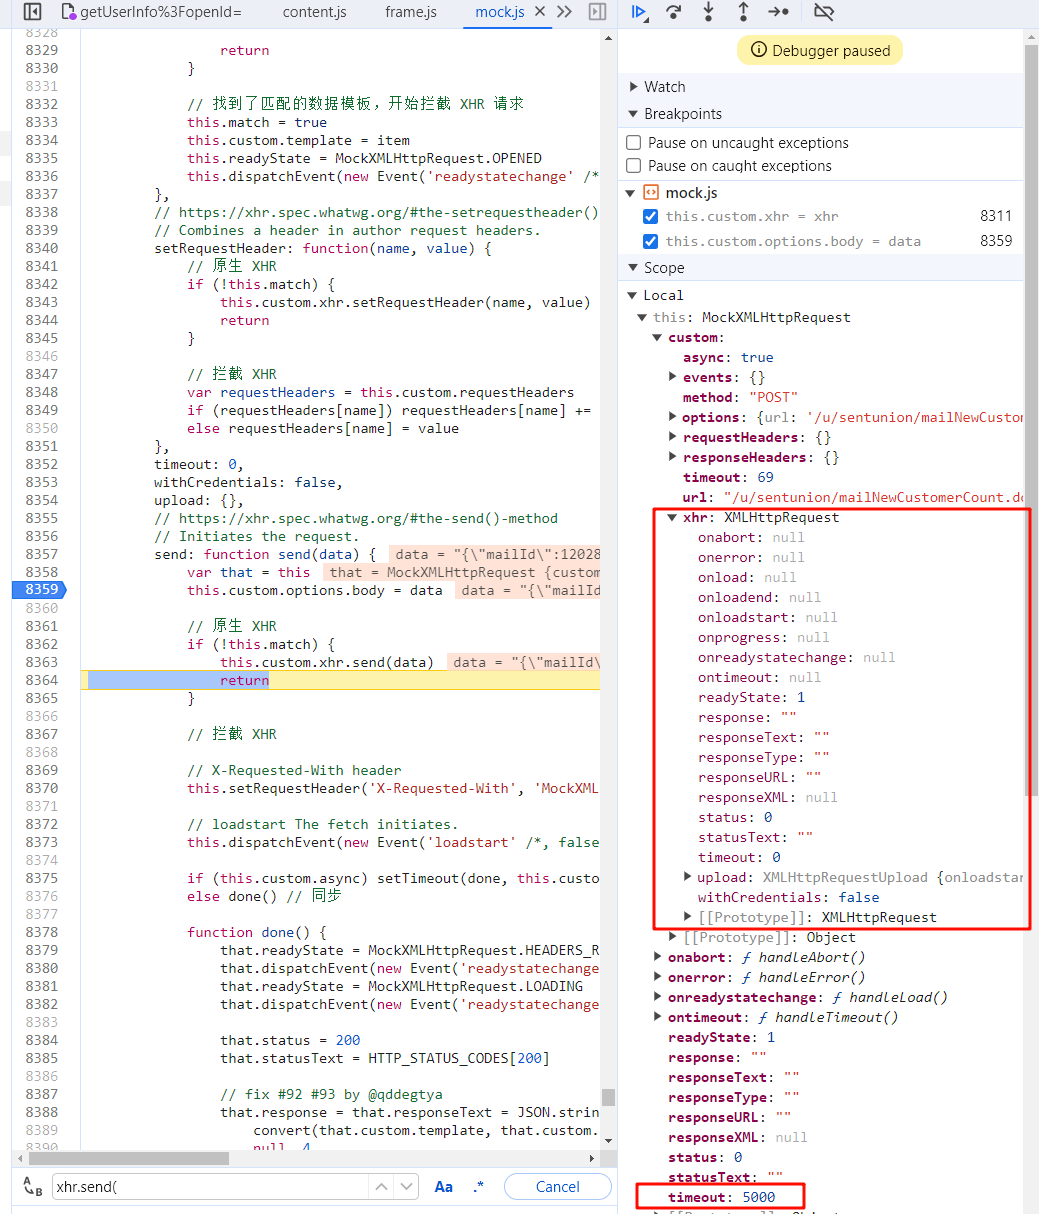 getUserInfo%3FopenId=
content.js
frame.js
mock.js
8328
8329 return
8330 }
8331
8332 // 找到了匹配的数据模板，开始拦截 XHR 请求
8333 this.match = true
8334 this.custom.template = item
8335 this.readyState = MockXMLHttpRequest.OPENED
8336 this.dispatchEvent(new Event('readystatechange' /*
8337 },
8338 // https://xhr.spec.whatwg.org/#the-setrequestheader()
8339 // Combines a header in author request headers.
8340 setRequestHeader: function(name, value) {
8341 // 原生 XHR
8342 if (!this.match) {
8343 this.custom.xhr.setRequestHeader(name, value)
8344 return
8345 }
8346
8347 // 拦截 XHR
8348 var requestHeaders = this.custom.requestHeaders
8349 if (requestHeaders[name]) requestHeaders[name] +=
8350 else requestHeaders[name] = value
8351 },
8352 timeout: 0,
8353 withCredentials: false,
8354 upload: {},
8355 // https://xhr.spec.whatwg.org/#the-send()-method
8356 // Initiates the request.
8357 send: function send(data) { data = "{\"mailId\":12028
8358 var that = this that = MockXMLHttpRequest {custom
8359 this.custom.options.body = data data = "{\"mailId
8360
8361 // 原生 XHR
8362 if (!this.match) {
8363 this.custom.xhr.send(data) data = "{\"mailId\
8364 return
8365 }
8366
8367 // 拦截 XHR
8368
8369 // X-Requested-With header
8370 this.setRequestHeader('X-Requested-With', 'MockXML
8371
8372 // loadstart The fetch initiates.
8373 this.dispatchEvent(new Event('loadstart' /*, false
8374
8375 if (this.custom.async) setTimeout(done, this.custo
8376 else done() // 同步
8377
8378 function done() {
8379 that.readyState = MockXMLHttpRequest.HEADERS_R
8380 that.dispatchEvent(new Event('readystatechange
8381 that.readyState = MockXMLHttpRequest.LOADING
8382 that.dispatchEvent(new Event('readystatechange
8383
8384 that.status = 200
8385 that.statusText = HTTP_STATUS_CODES[200]
8386
8387 // fix #92 #93 by @qddegtya
8388 that.response = that.responseText = JSON.strin
8389 convert(that.custom.template, that.custom.
8390 null, 4
xhr.send(
Aa
.*
Cancel
Debugger paused
Watch
Breakpoints
Pause on uncaught exceptions
Pause on caught exceptions
mock.js
this.custom.xhr = xhr 8311
this.custom.options.body = data 8359
Scope
Local
this: MockXMLHttpRequest
custom:
async: true
events: {}
method: "POST"
options: {url: '/u/sentunion/mailNewCustom
requestHeaders: {}
responseHeaders: {}
timeout: 69
url: "/u/sentunion/mailNewCustomerCount.do
xhr: XMLHttpRequest
onabort: null
onerror: null
onload: null
onloadend: null
onloadstart: null
onprogress: null
onreadystatechange: null
ontimeout: null
readyState: 1
response: ""
responseText: ""
responseType: ""
responseURL: ""
responseXML: null
status: 0
statusText: ""
timeout: 0
upload: XMLHttpRequestUpload {onloadstar
withCredentials: false
[[Prototype]]: XMLHttpRequest
[[Prototype]]: Object
onabort: ƒ handleAbort()
onerror: ƒ handleError()
onreadystatechange: ƒ handleLoad()
ontimeout: ƒ handleTimeout()
readyState: 1
response: ""
responseText: ""
responseType: ""
responseURL: ""
responseXML: null
status: 0
statusText: ""
timeout: 5000
[[Prototype]]: Object